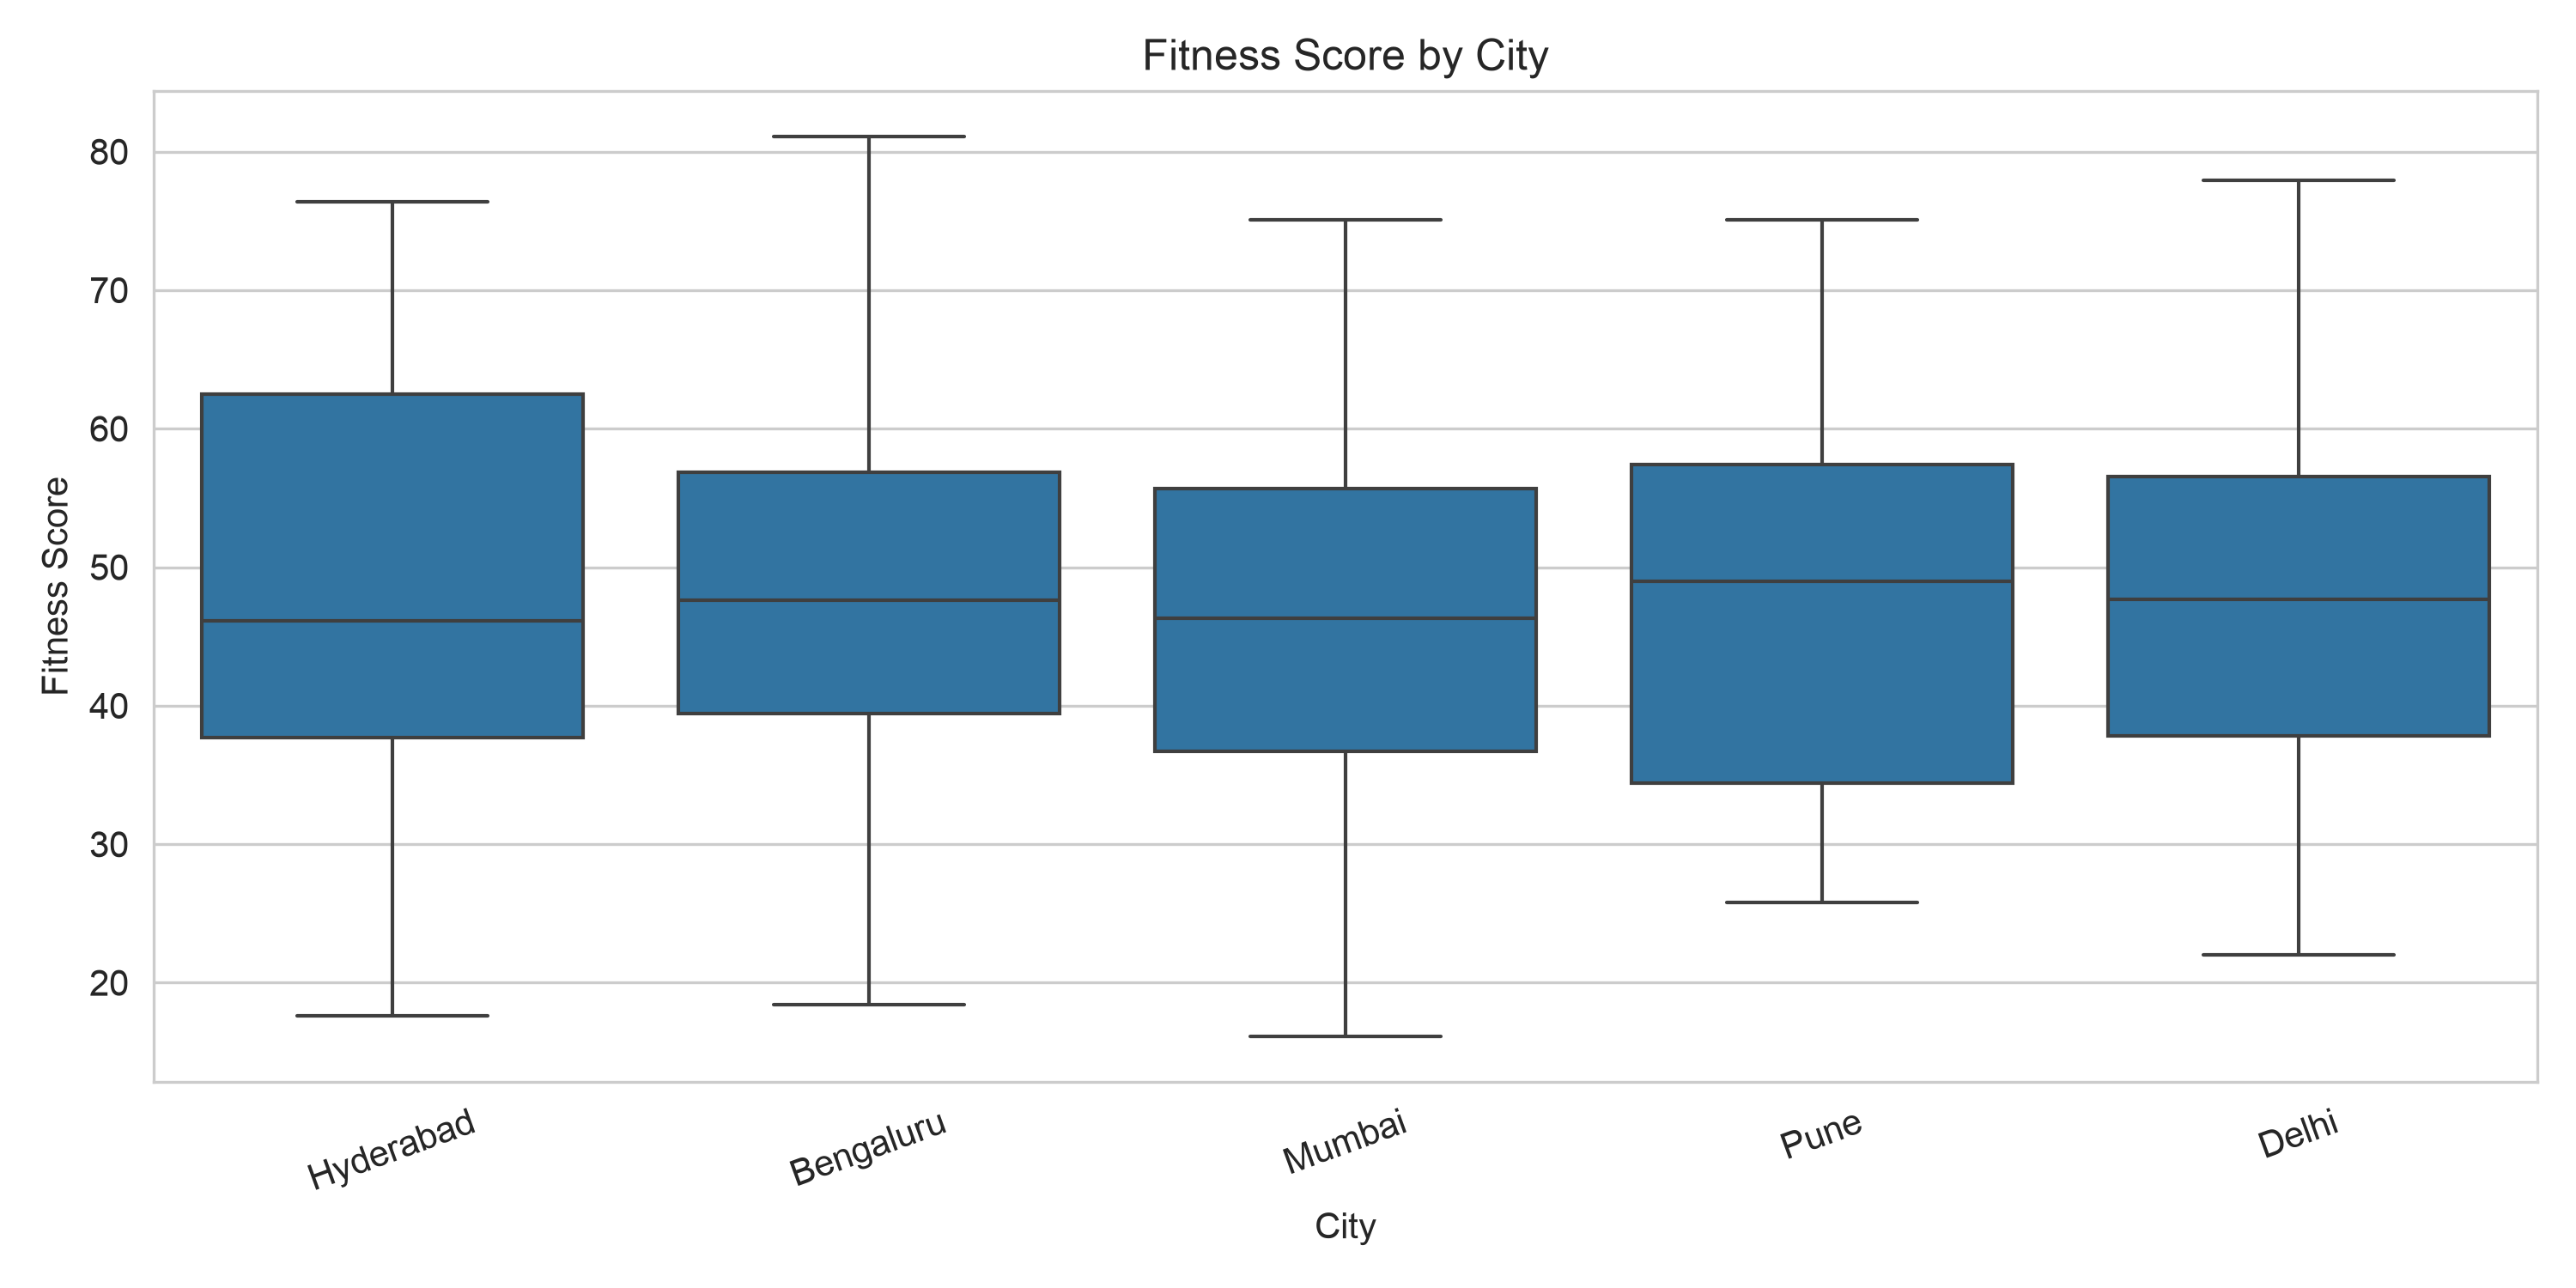 Fitness Score by City
Fitness Score
80
70
60
50
40
30
20
Hyderabad
Bengaluru
Mumbai
Pune
Delhi
City